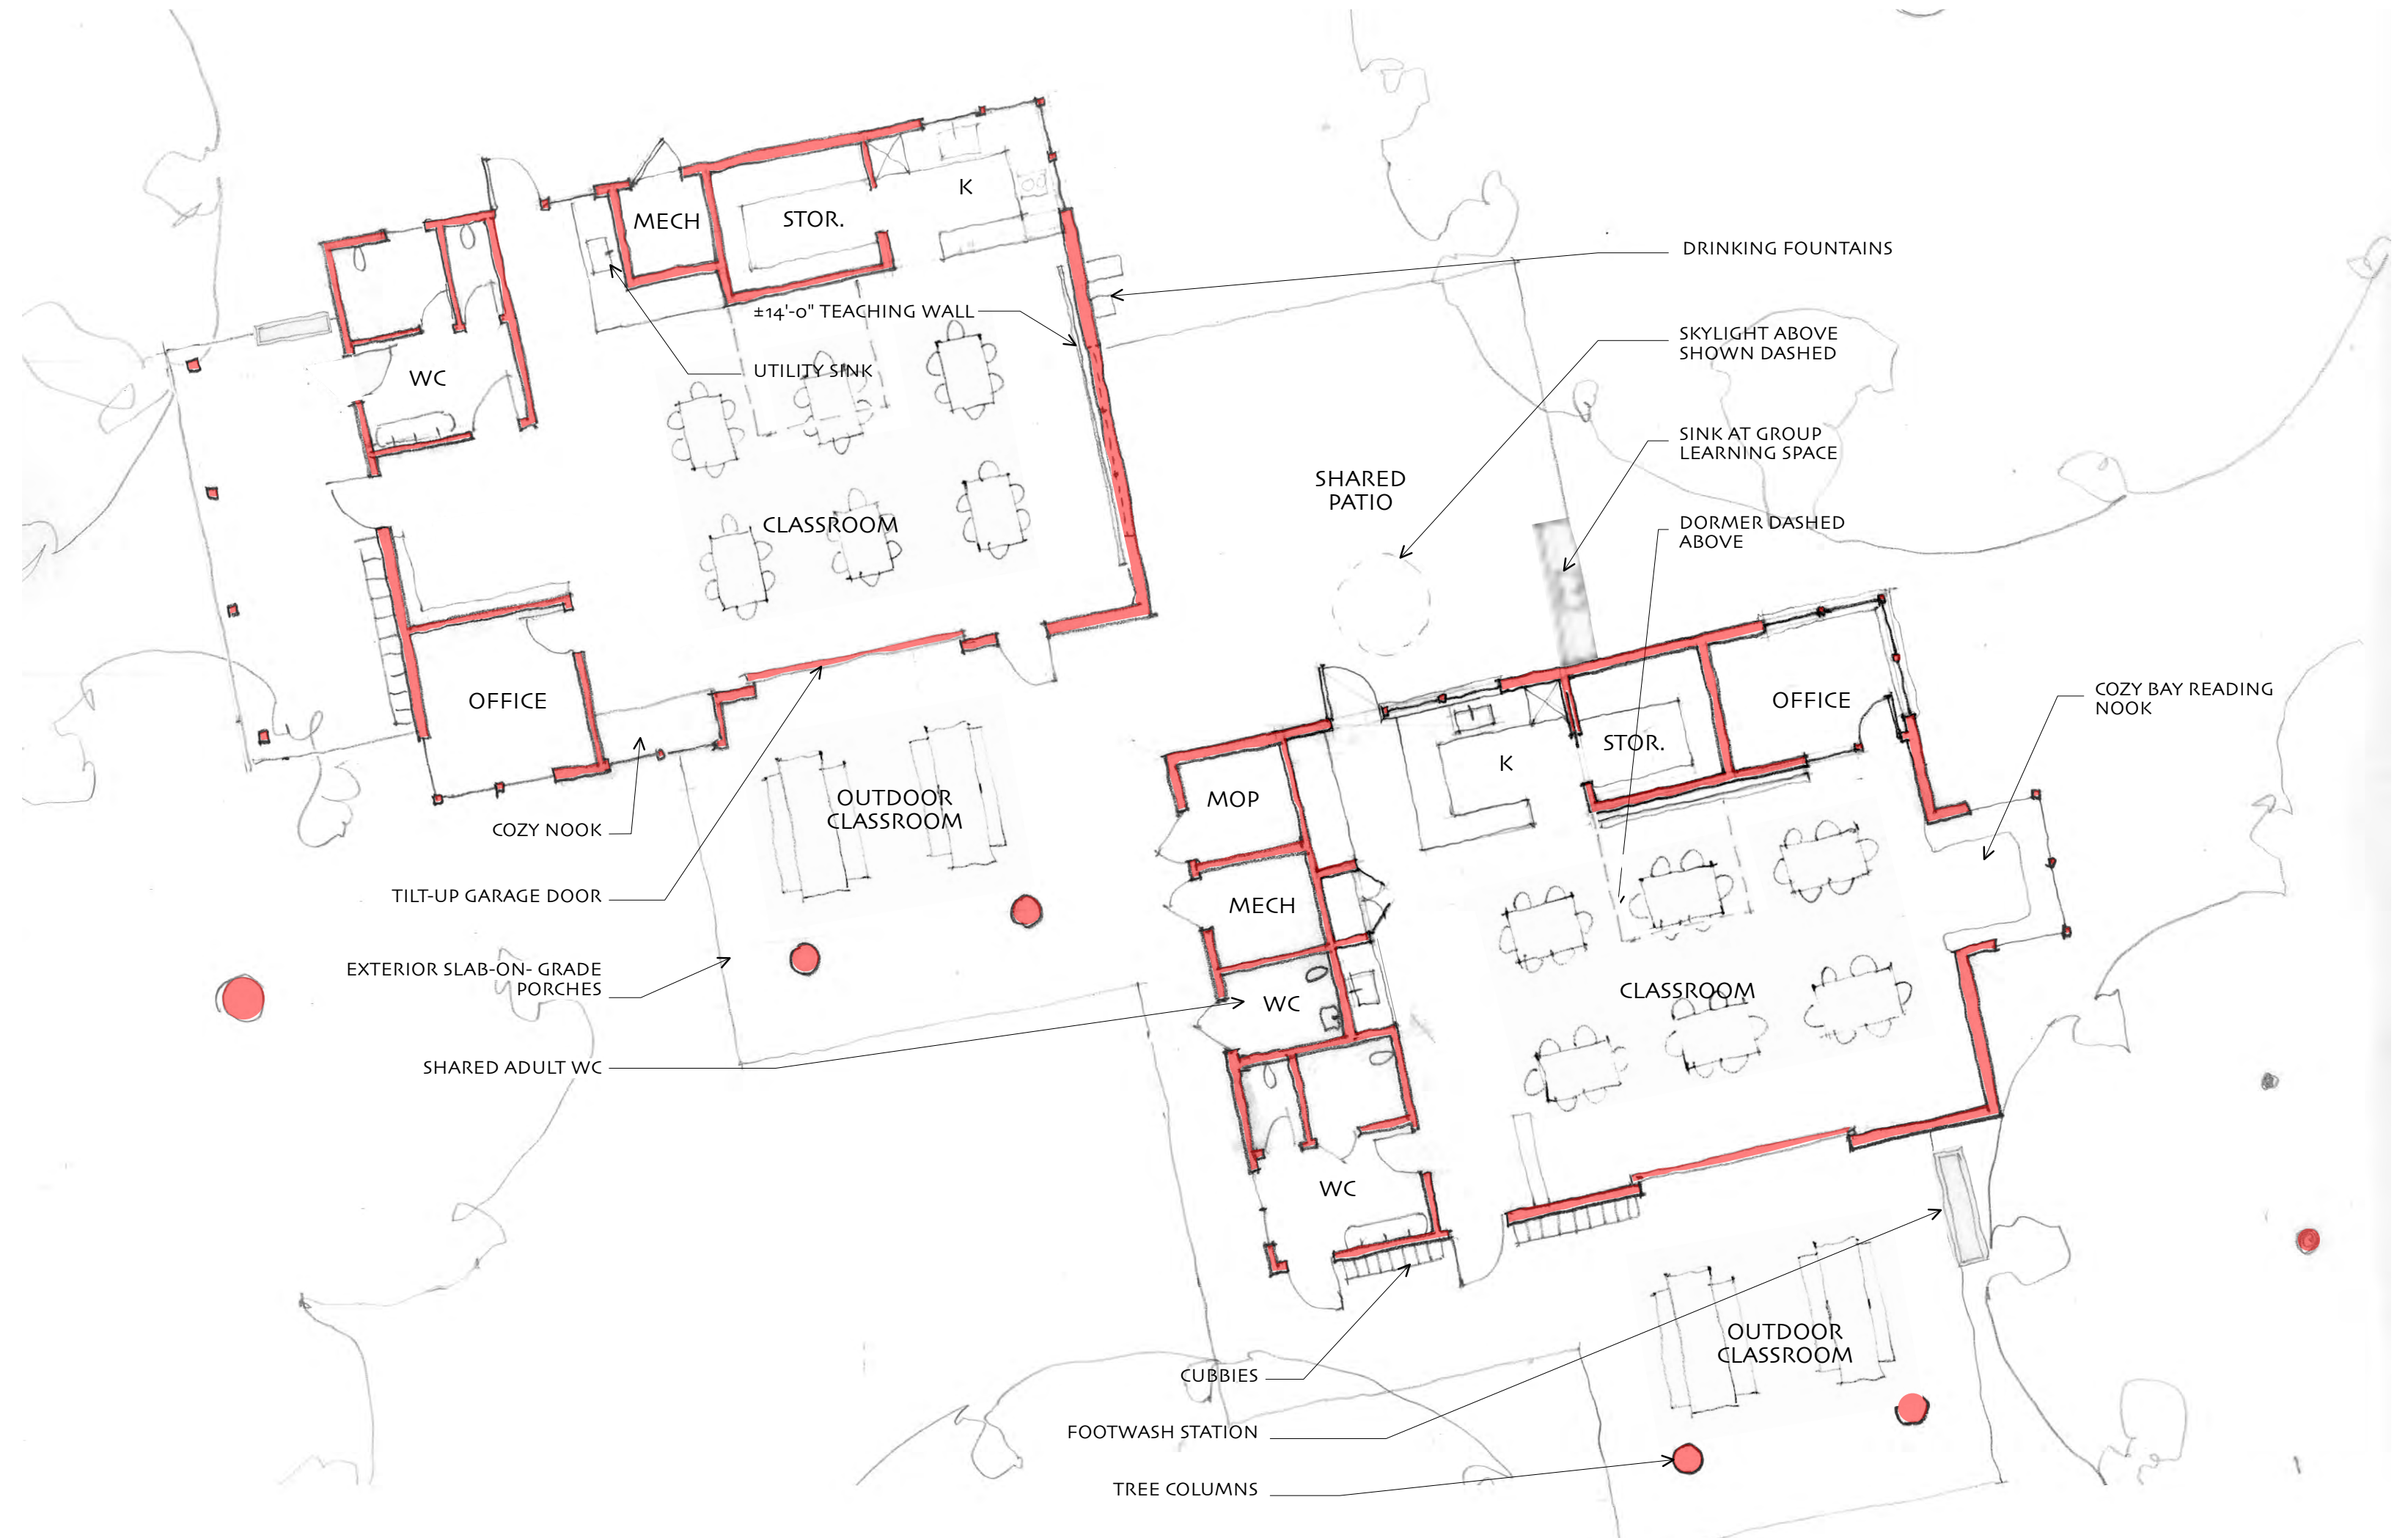 MECH
STOR.
K
DRINKING FOUNTAINS
±14'-0" TEACHING WALL
SKYLIGHT ABOVE
SHOWN DASHED
UTILITY SINK
WC
SINK AT GROUP
LEARNING SPACE
SHARED
PATIO
CLASSROOM
DORMER DASHED
ABOVE
OFFICE
OFFICE
COZY BAY READING
NOOK
STOR.
K
MOP
OUTDOOR
CLASSROOM
COZY NOOK
TILT-UP GARAGE DOOR
MECH
EXTERIOR SLAB-ON- GRADE
PORCHES
WC
CLASSROOM
SHARED ADULT WC
WC
OUTDOOR
CLASSROOM
CUBBIES
FOOTWASH STATION
TREE COLUMNS